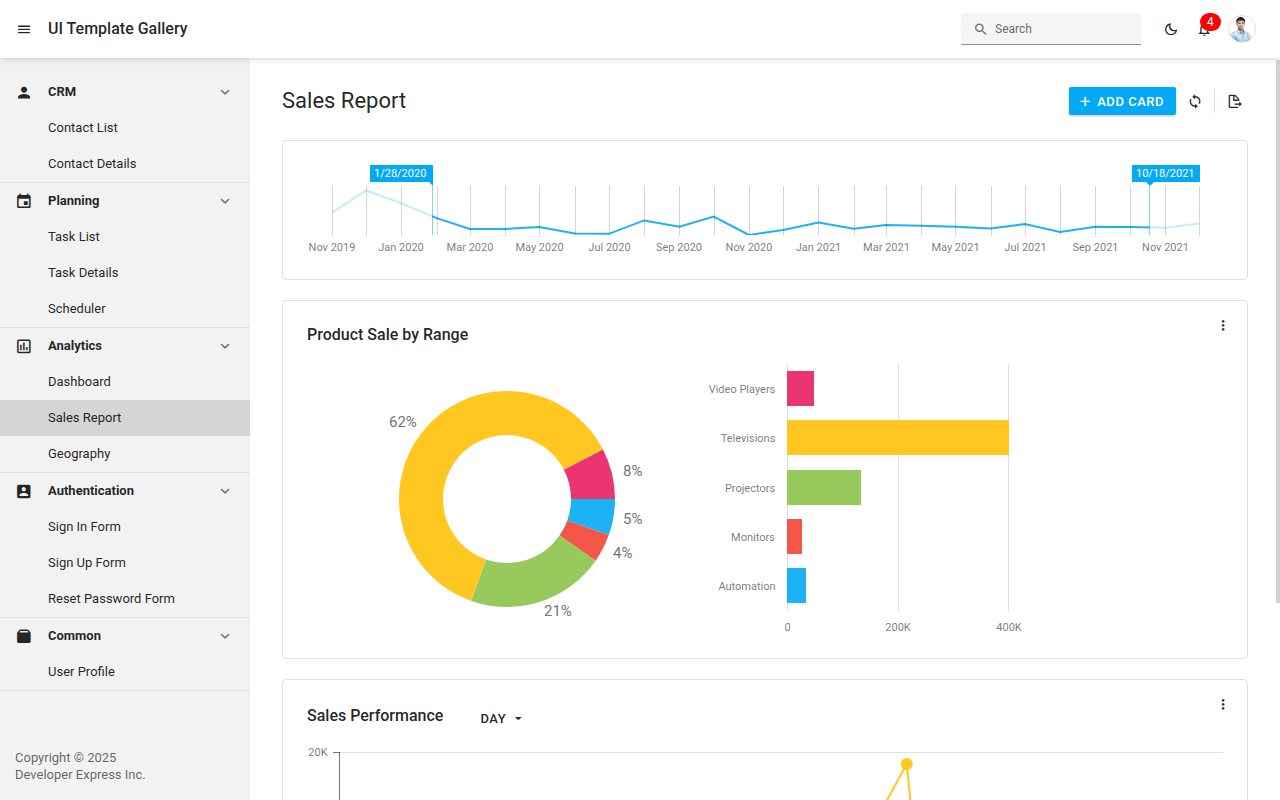 UI Template Gallery
Search
4
CRM
Contact List
Contact Details
Planning
Task List
Task Details
Scheduler
Analytics
Dashboard
Sales Report
Geography
Authentication
Sign In Form
Sign Up Form
Reset Password Form
Common
User Profile
Copyright © 2025
Developer Express Inc.
Sales Report
ADD CARD
1/28/2020
10/18/2021
Nov 2019 Jan 2020 Mar 2020 May 2020 Jul 2020 Sep 2020 Nov 2020 Jan 2021 Mar 2021 May 2021 Jul 2021 Sep 2021 Nov 2021
Product Sale by Range
62%
8%
5%
4%
21%
Video Players
Televisions
Projectors
Monitors
Automation
0 200K 400K
Sales Performance
DAY
20K